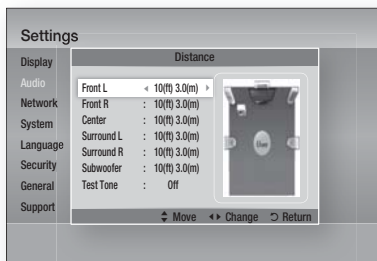 Settings
Distance
Display
Audio
Network
System
Language
Security
General
Support
Front L ◀ 10(ft) 3.0(m) ▶
Front R : 10(ft) 3.0(m)
Center : 10(ft) 3.0(m)
Surround L : 10(ft) 3.0(m)
Surround R : 10(ft) 3.0(m)
Subwoofer : 10(ft) 3.0(m)
Test Tone : Off
Move Change Return